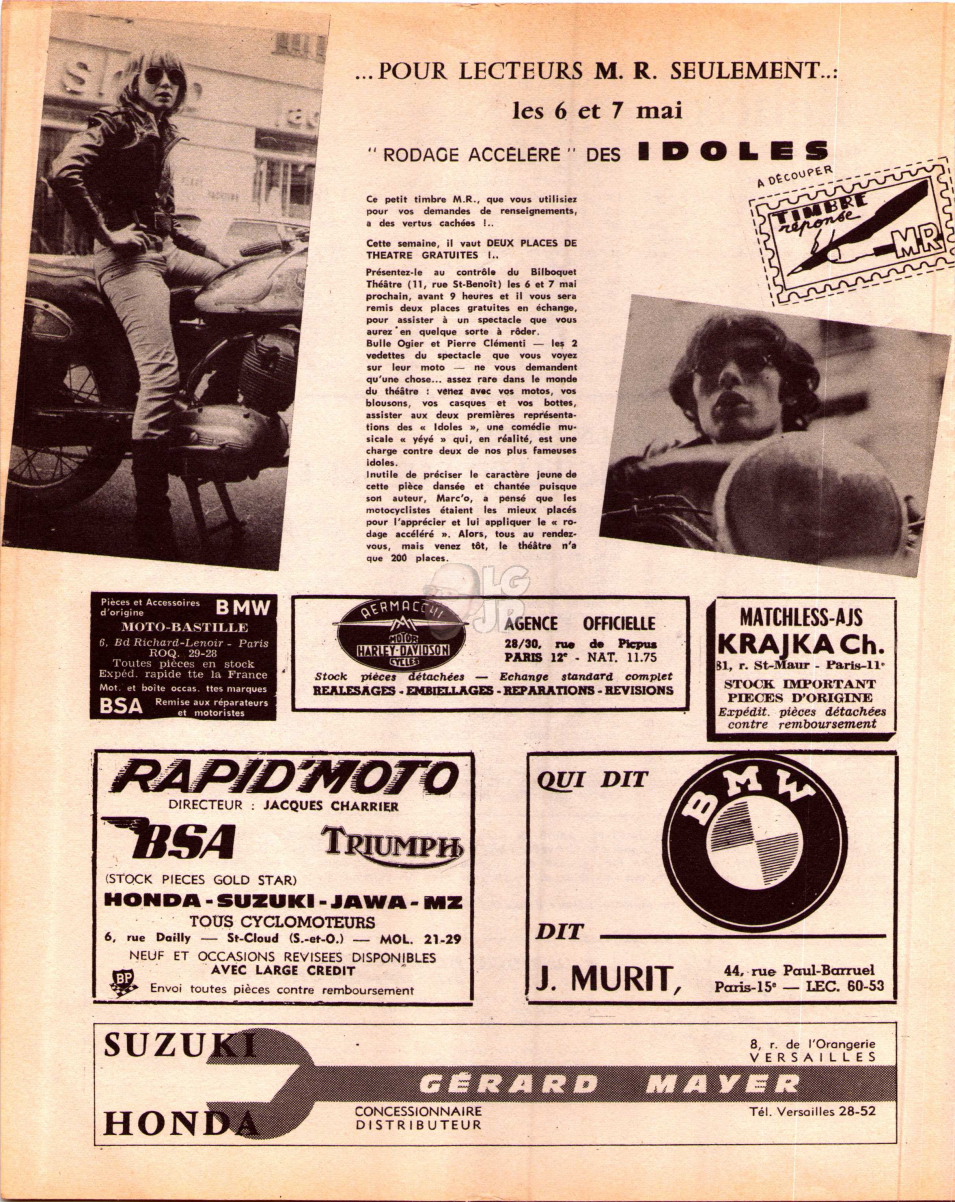 ...POUR LECTEURS M. R. SEULEMENT..:
les 6 et 7 mai
" RODAGE ACCÉLÉRÉ " DES IDOLES
A DÉCOUPER
TIMBRE
réponse
M.R.
Ce petit timbre M.R., que vous utilisiez
pour vos demandes de renseignements,
a des vertus cachées !..
Cette semaine, il vaut DEUX PLACES DE
THEATRE GRATUITES !..
Présentez-le au contrôle du Bilboquet
Théâtre (11, rue St-Benoît) les 6 et 7 mai
prochain, avant 9 heures et il vous sera
remis deux places gratuites en échange,
pour assister à un spectacle que vous
aurez en quelque sorte à rôder.
Bulle Ogier et Pierre Clémenti — les 2
vedettes du spectacle que vous voyez
sur leur moto — ne vous demandent
qu'une chose... assez rare dans le monde
du théâtre : venez avec vos motos, vos
blousons, vos casques et vos bottes,
assister aux deux premières représenta-
tions des « Idoles », une comédie mu-
sicale « yéyé » qui, en réalité, est une
charge contre deux de nos plus fameuses
idoles.
Inutile de préciser le caractère jeune de
cette pièce dansée et chantée puisque
son auteur, Marc'o, a pensé que les
motocyclistes étaient les mieux placés
pour l'apprécier et lui appliquer le « ro-
dage accéléré ». Alors, tous au rendez-
vous, mais venez tôt, le théâtre n'a
que 200 places.
LG
JP
Pièces et Accessoires
d'origine BMW
MOTO-BASTILLE
6, Bd Richard-Lenoir - Paris
ROQ. 29-28
Toutes pièces en stock
Expéd. rapide tte la France
Mot. et boîte occas. ttes marques
BSA Remise aux réparateurs
et motoristes
AERMACCHI
MOTOR
HARLEY-DAVIDSON
CYCLES
AGENCE OFFICIELLE
28/30, rue de Picpus
PARIS 12e - NAT. 11.75
Stock pièces détachées — Echange standard complet
REALESAGES - EMBIELLAGES - REPARATIONS - REVISIONS
MATCHLESS-AJS
KRAJKA Ch.
81, r. St-Maur - Paris-11e
STOCK IMPORTANT
PIECES D'ORIGINE
Expédit. pièces détachées
contre remboursement
RAPID'MOTO
DIRECTEUR : JACQUES CHARRIER
BSA TRIUMPH
(STOCK PIECES GOLD STAR)
HONDA - SUZUKI - JAWA - MZ
TOUS CYCLOMOTEURS
6, rue Dailly — St-Cloud (S.-et-O.) — MOL. 21-29
NEUF ET OCCASIONS REVISEES DISPONIBLES
AVEC LARGE CREDIT
BP Envoi toutes pièces contre remboursement
QUI DIT
BMW
DIT
J. MURIT,
44, rue Paul-Barruel
Paris-15e — LEC. 60-53
SUZUKI
HONDA
GÉRARD MAYER
CONCESSIONNAIRE
DISTRIBUTEUR
8, r. de l'Orangerie
VERSAILLES
Tél. Versailles 28-52